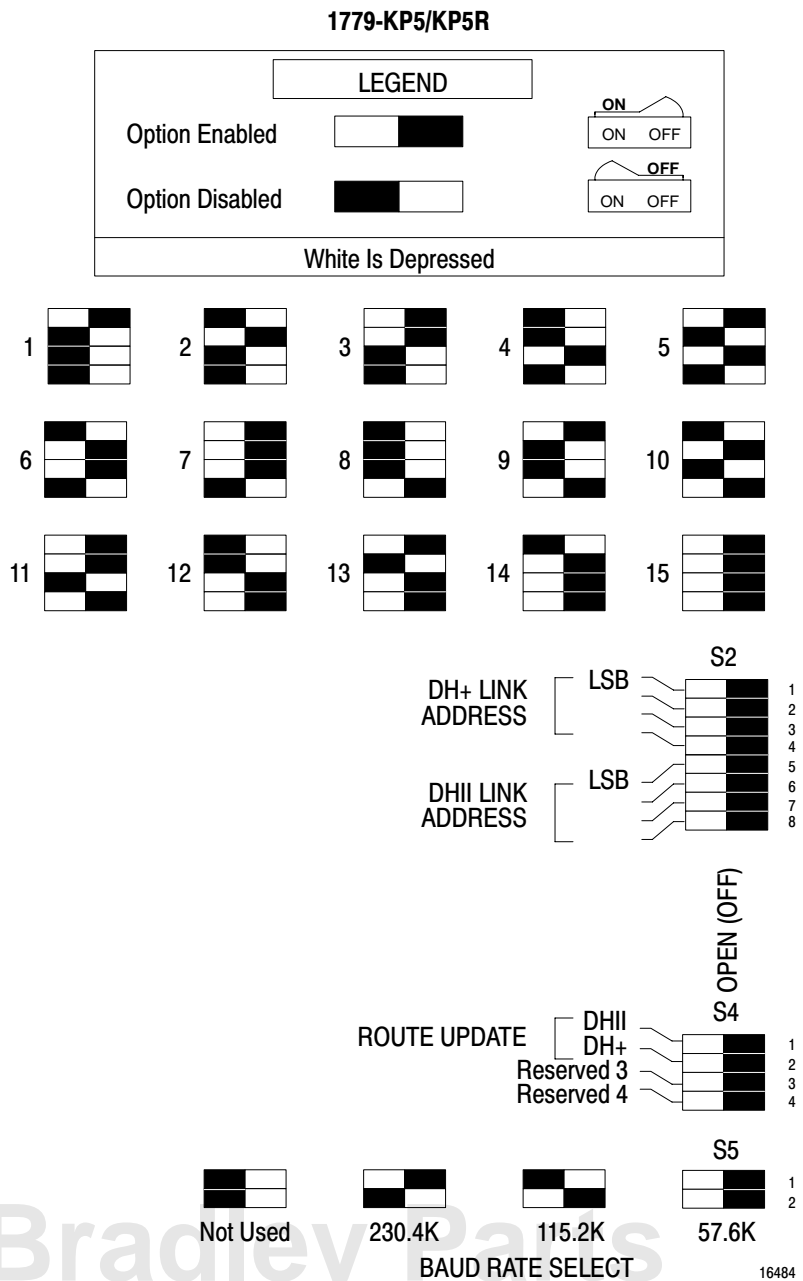 1779-KP5/KP5R
LEGEND
Option Enabled
ON
ON OFF
Option Disabled
OFF
ON OFF
White Is Depressed
1 2 3 4 5
6 7 8 9 10
11 12 13 14 15
S2
DH+ LINK
ADDRESS
LSB
1
2
3
4
DHII LINK
ADDRESS
LSB
5
6
7
8
OPEN (OFF)
S4
ROUTE UPDATE
DHII
DH+
Reserved 3
Reserved 4
1
2
3
4
S5
1
2
Not Used 230.4K 115.2K 57.6K
BAUD RATE SELECT
16484
Bradley Parts